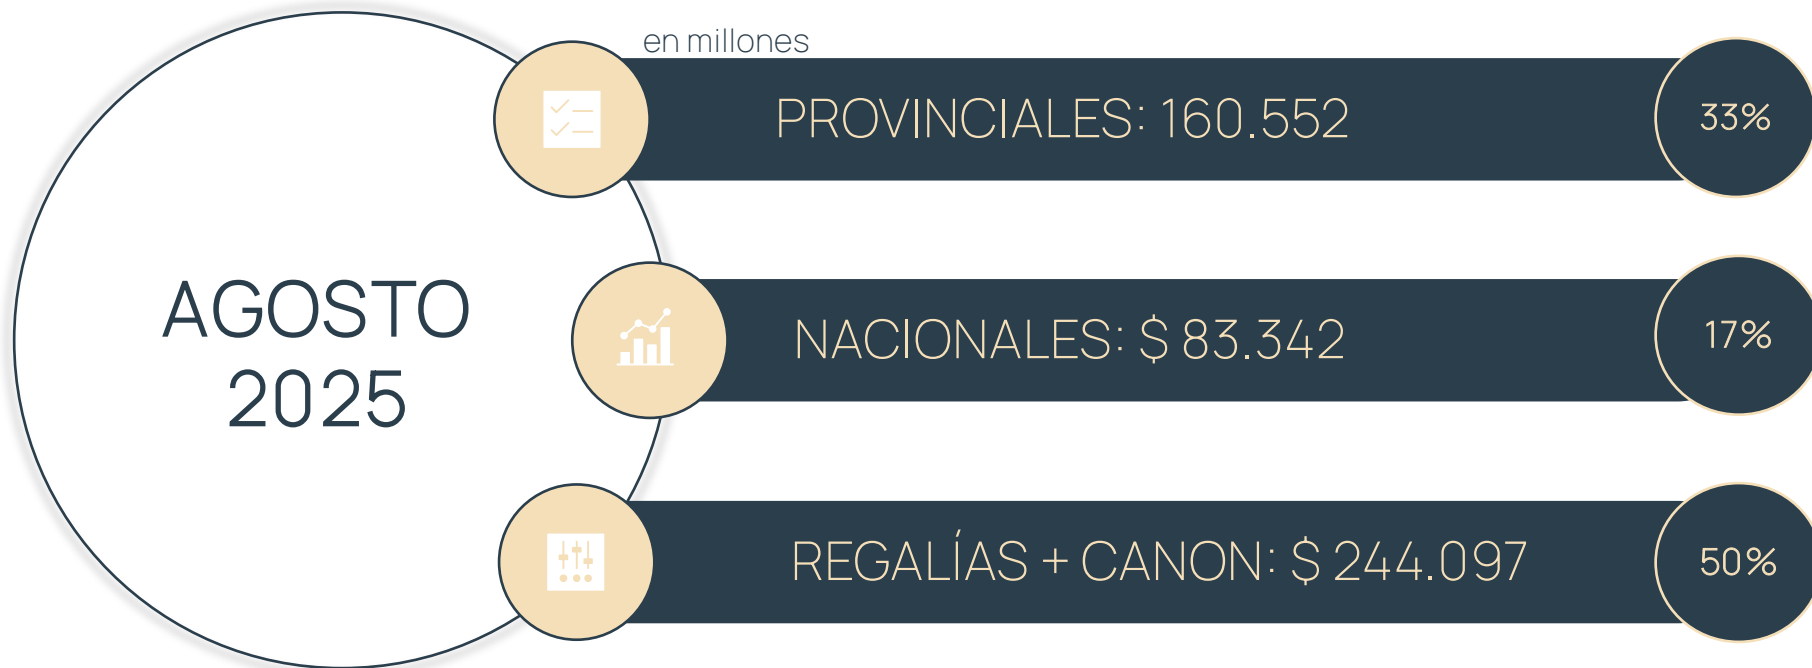 en millones
PROVINCIALES: 160.552
33%
AGOSTO
2025
NACIONALES: $ 83.342
17%
REGALÍAS + CANON: $ 244.097
50%